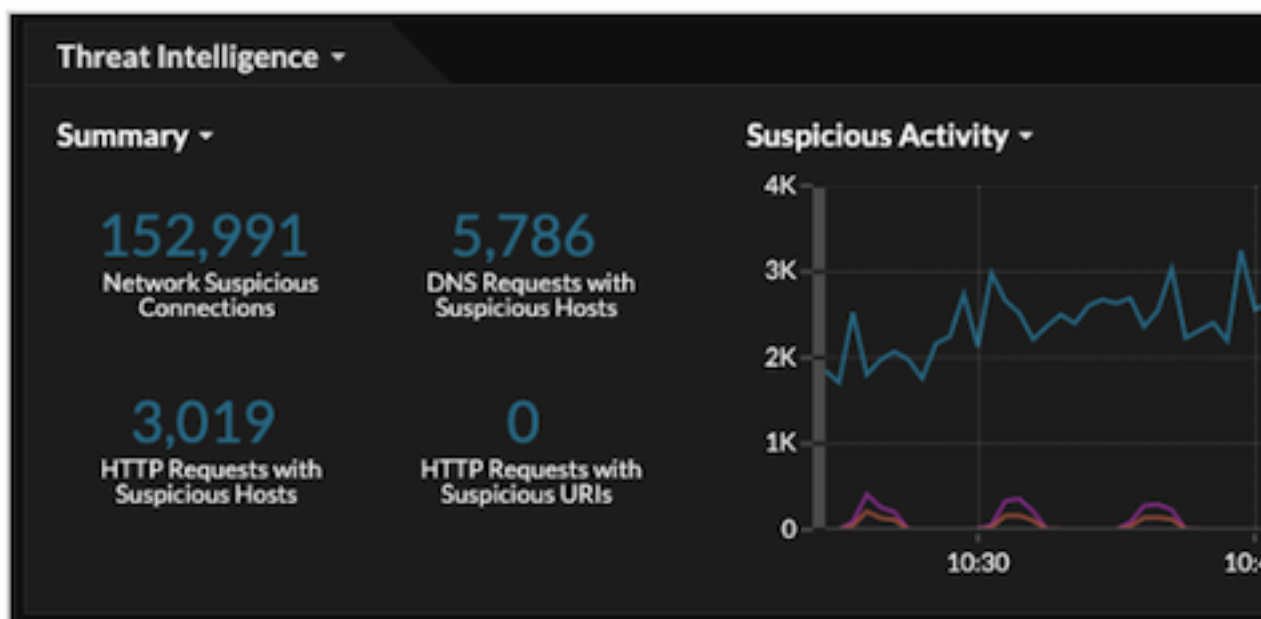 Threat Intelligence
Summary
152,991
Network Suspicious
Connections
5,786
DNS Requests with
Suspicious Hosts
3,019
HTTP Requests with
Suspicious Hosts
0
HTTP Requests with
Suspicious URIs
Suspicious Activity
4K
3K
2K
1K
0
10:30
10: